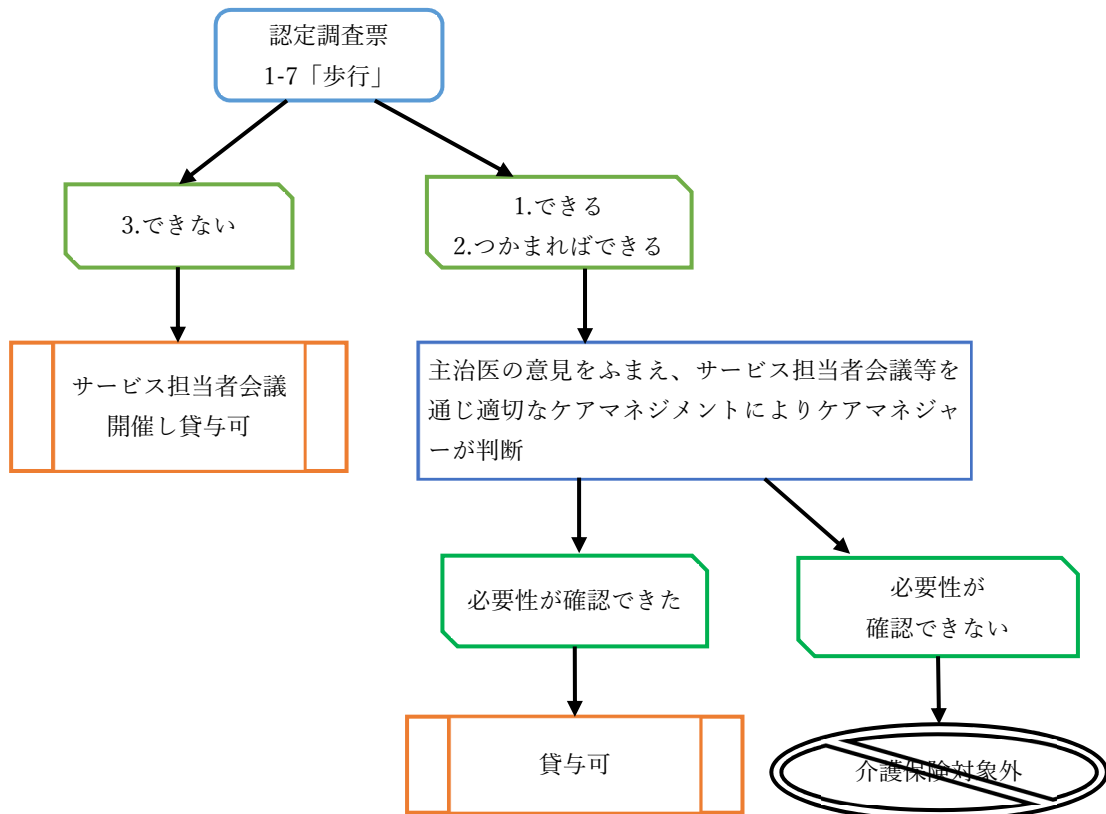 認定調査票
1-7「歩行」
3.できない
1.できる
2.つかまればできる
サービス担当者会議
開催し貸与可
主治医の意見をふまえ、サービス担当者会議等を
通じ適切なケアマネジメントによりケアマネジャ
ーが判断
必要性が確認できた
必要性が
確認できない
貸与可
介護保険対象外